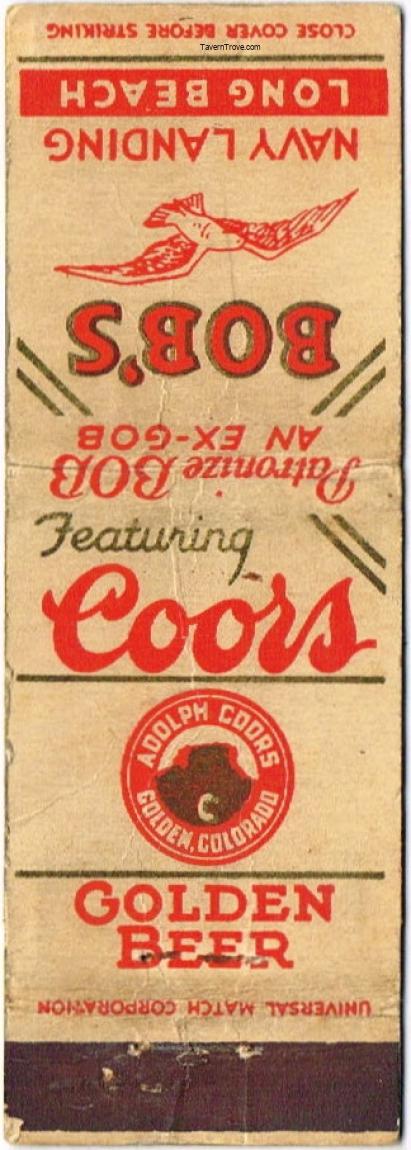 CLOSE COVER BEFORE STRIKING
TavernTrove.com
LONG BEACH
NAVY LANDING
BOB'S
AN EX-GOB
Patronize BOB
Featuring
Coors
ADOLPH COORS
C
GOLDEN, COLORADO
GOLDEN
BEER
UNIVERSAL MATCH CORPORATION